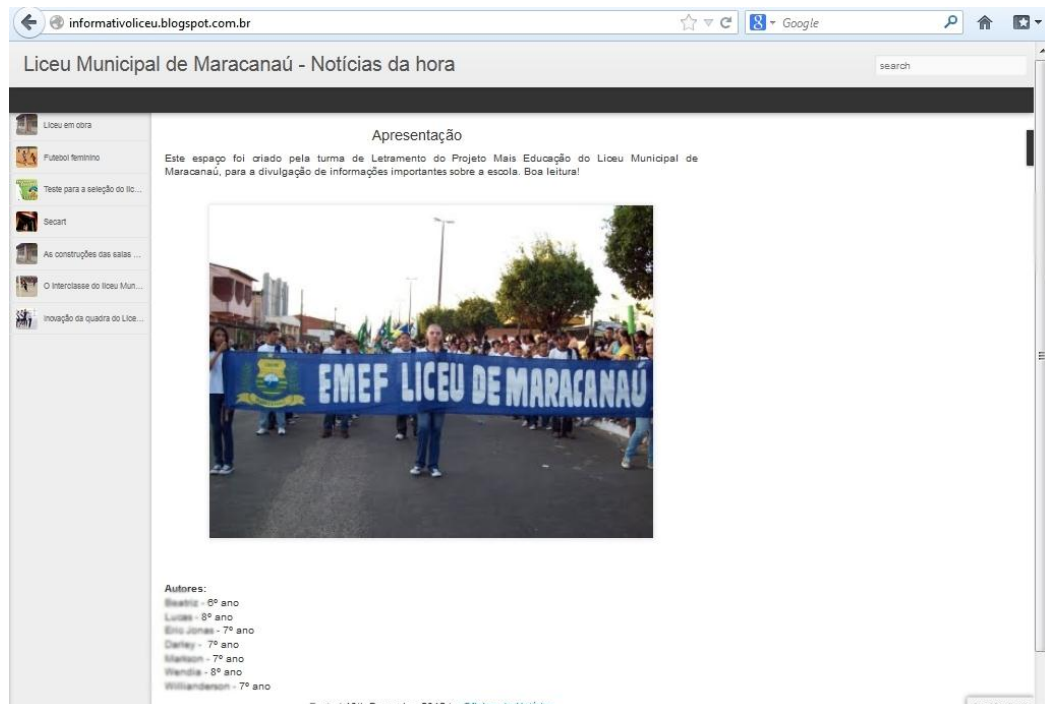 informativoliceu.blogspot.com.br
Google
Liceu Municipal de Maracanaú - Notícias da hora
search
Liceu em obra
Futebol feminino
Teste para a seleção do lic...
Secart
As construções das salas ...
O Interclasse do liceu Mun...
Inovação da quadra do Lice...
Apresentação
Este espaço foi criado pela turma de Letramento do Projeto Mais Educação do Liceu Municipal de
Maracanaú, para a divulgação de informações importantes sobre a escola. Boa leitura!
EMEF LICEU DE MARACANAÚ
Autores:
- 6º ano
- 8º ano
- 7º ano
- 7º ano
- 7º ano
- 8º ano
- 7º ano